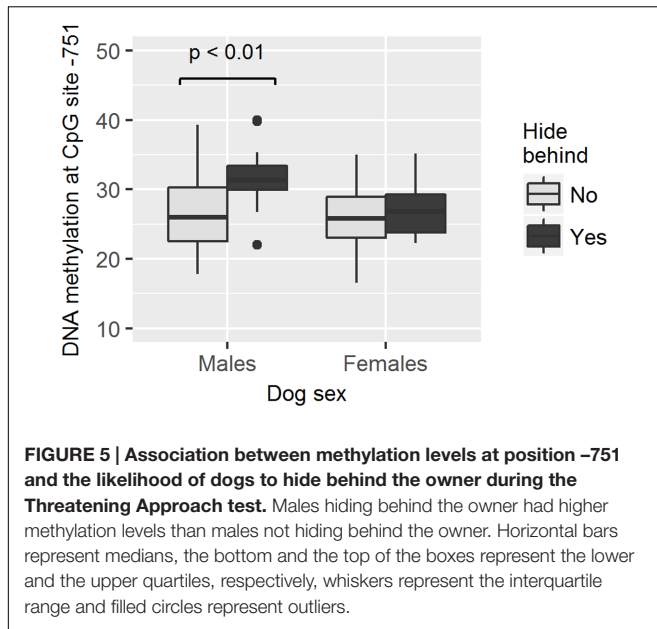 50
40
30
20
10
DNA methylation at CpG site -751
p < 0.01
Males
Females
Dog sex
Hide
behind
No
Yes
FIGURE 5 | Association between methylation levels at position –751
and the likelihood of dogs to hide behind the owner during the
Threatening Approach test. Males hiding behind the owner had higher
methylation levels than males not hiding behind the owner. Horizontal bars
represent medians, the bottom and the top of the boxes represent the lower
and the upper quartiles, respectively, whiskers represent the interquartile
range and filled circles represent outliers.